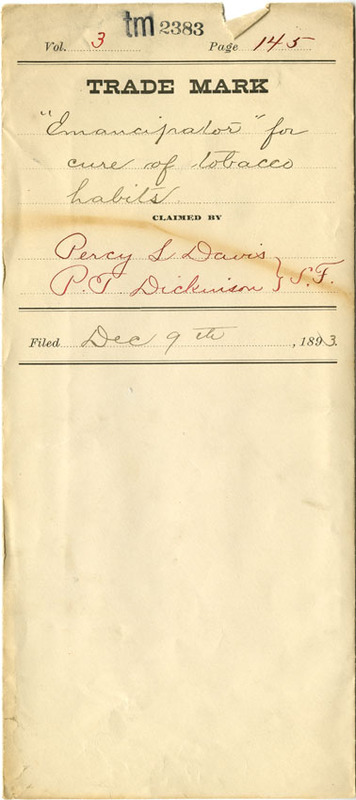 tm 2383
Vol. 3 Page 145
TRADE MARK
"Emancipator" for
cure of tobacco
habits.
CLAIMED BY
Percy L Davis
P.T. Dickinson } S.F.
Filed Dec 9th, 1893.